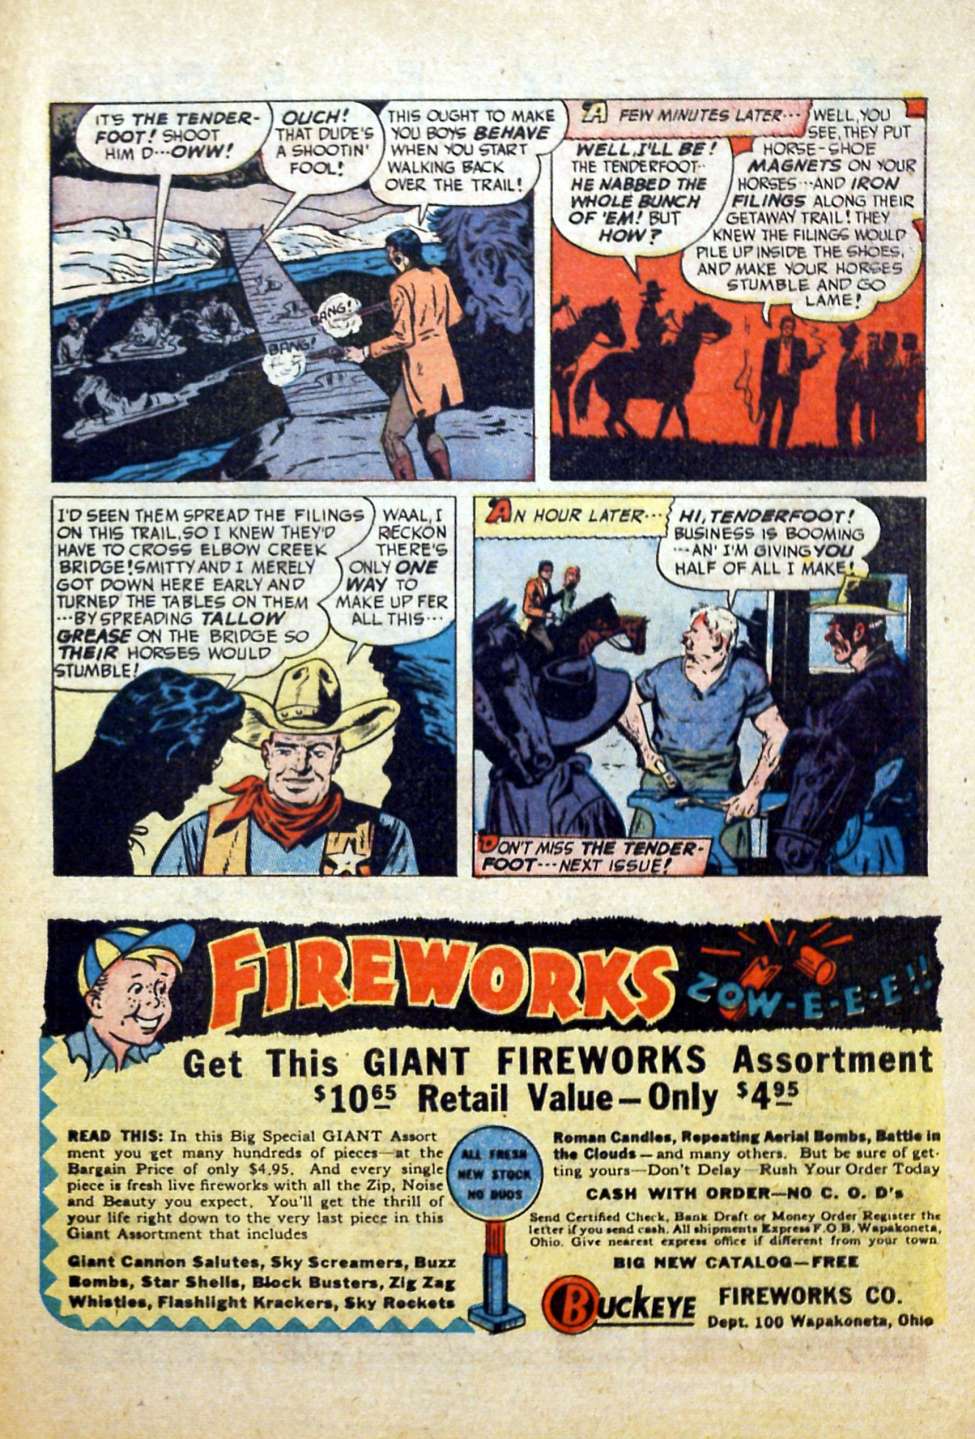 IT'S THE TENDER-
FOOT! SHOOT
HIM D...OWW!
OUCH!
THAT DUDE'S
A SHOOTIN'
FOOL!
THIS OUGHT TO MAKE
YOU BOYS BEHAVE
WHEN YOU START
WALKING BACK
OVER THE TRAIL!
BANG!
BANG!
A FEW MINUTES LATER...
WELL, I'LL BE!
THE TENDERFOOT..
HE NABBED THE
WHOLE BUNCH
OF 'EM! BUT
HOW?
WELL, YOU
SEE, THEY PUT
HORSE-SHOE
MAGNETS ON YOUR
HORSES...AND IRON
FILINGS ALONG THEIR
GETAWAY TRAIL! THEY
KNEW THE FILINGS WOULD
PILE UP INSIDE THE SHOES,
AND MAKE YOUR HORSES
STUMBLE AND GO
LAME!
I'D SEEN THEM SPREAD THE FILINGS
ON THIS TRAIL, SO I KNEW THEY'D
HAVE TO CROSS ELBOW CREEK
BRIDGE! SMITTY AND I MERELY
GOT DOWN HERE EARLY AND
TURNED THE TABLES ON THEM
...BY SPREADING TALLOW
GREASE ON THE BRIDGE SO
THEIR HORSES WOULD
STUMBLE!
WAAL, I
RECKON
THERE'S
ONLY ONE
WAY TO
MAKE UP FER
ALL THIS...
AN HOUR LATER...
HI, TENDERFOOT!
BUSINESS IS BOOMING
...AN' I'M GIVING YOU
HALF OF ALL I MAKE!
DON'T MISS THE TENDER-
FOOT...NEXT ISSUE!
FIREWORKS
ZOW-E-E-E!!
Get This GIANT FIREWORKS Assortment
$10.65 Retail Value—Only $4.95
READ THIS: In this Big Special GIANT Assort
ment you get many hundreds of pieces—at the
Bargain Price of only $4.95. And every single
piece is fresh live fireworks with all the Zip, Noise
and Beauty you expect. You'll get the thrill of
your life right down to the very last piece in this
Giant Assortment that includes
Giant Cannon Salutes, Sky Screamers, Buzz
Bombs, Star Shells, Block Busters, Zig Zag
Whistles, Flashlight Krackers, Sky Rockets
ALL FRESH
NEW STOCK
NO DUDS
Roman Candles, Repeating Aerial Bombs, Battle in
the Clouds—and many others. But be sure of get-
ting yours—Don't Delay—Rush Your Order Today
CASH WITH ORDER—NO C. O. D's
Send Certified Check, Bank Draft or Money Order Register the
letter if you send cash. All shipments Express F.O.B. Wapakoneta,
Ohio. Give nearest express office if different from your town.
BIG NEW CATALOG—FREE
BUCKEYE FIREWORKS CO.
Dept. 100 Wapakoneta, Ohio